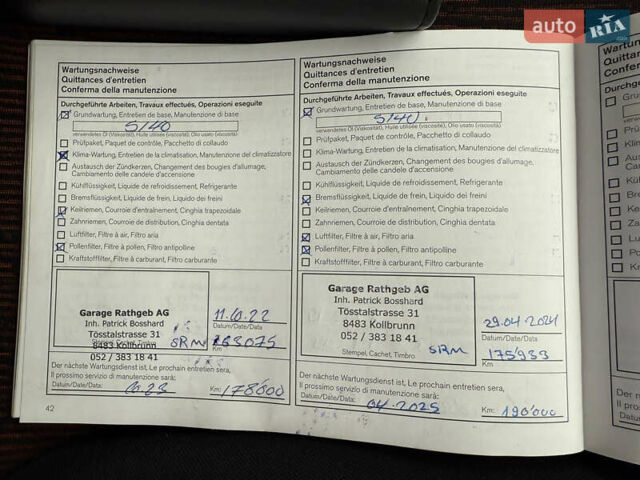 auto RIA
Wartungsnachweise
Quittances d'entretien
Conferma della manutenzione
Durchgeführte Arbeiten, Travaux effectués, Operazioni eseguite
Grundwartung, Entretien de base, Manutenzione di base
5/40
verwendetes Öl (Viskosität), Huile utilisée (viscosité), Olio usato (viscosità)
Prüfpaket, Paquet de contrôle, Pacchetto di collaudo
Klima-Wartung, Entretien de la climatisation, Manutenzione del climatizzatore
Austausch der Zündkerzen, Changement des bougies d'allumage,
Cambiamento delle candele d'accensione
Kühlflüssigkeit, Liquide de refroidissement, Refrigerante
Bremsflüssigkeit, Liquide de frein, Liquido dei freini
Keilriemen, Courroie d'entraînement, Cinghia trapezoidale
Zahnriemen, Courroie de distribution, Cinghia dentata
Luftfilter, Filtre à air, Filtro aria
Pollenfilter, Filtre à pollen, Filtro antipolline
Kraftstofffilter, Filtre à carburant, Filtro carburante
Garage Rathgeb AG
Inh. Patrick Bosshard
Tösstalstrasse 31
8483 Kollbrunn
052 / 383 18 41
SRM
11.10.22
Datum/Date/Data
153075
Km
Der nächste Wartungsdienst ist, Le prochain entretien sera,
Il prossimo servizio di manutenzione sarà:
Datum/Date/Data: 10.23 Km: 178'000
42
Wartungsnachweise
Quittances d'entretien
Conferma della manutenzione
Durchgeführte Arbeiten, Travaux effectués, Operazioni eseguite
Grundwartung, Entretien de base, Manutenzione di base
5/40.
verwendetes Öl (Viskosität), Huile utilisée (viscosité), Olio usato (viscosità)
Prüfpaket, Paquet de contrôle, Pacchetto di collaudo
Klima-Wartung, Entretien de la climatisation, Manutenzione del climatizzatore
Austausch der Zündkerzen, Changement des bougies d'allumage,
Cambiamento delle candele d'accensione
Kühlflüssigkeit, Liquide de refroidissement, Refrigerante
Bremsflüssigkeit, Liquide de frein, Liquido dei freini
Keilriemen, Courroie d'entraînement, Cinghia trapezoidale
Zahnriemen, Courroie de distribution, Cinghia dentata
Luftfilter, Filtre à air, Filtro aria
Pollenfilter, Filtre à pollen, Filtro antipolline
Kraftstofffilter, Filtre à carburant, Filtro carburante
Garage Rathgeb AG
Inh. Patrick Bosshard
Tösstalstrasse 31
8483 Kollbrunn
052 / 383 18 41
Stempel, Cachet, Timbro
SRM
29.04.2024
Datum/Date/Data
175933
Km
Der nächste Wartungsdienst ist, Le prochain entretien sera,
Il prossimo servizio di manutenzione sarà:
Datum/Date/Data: 04.2025 Km: 190'000